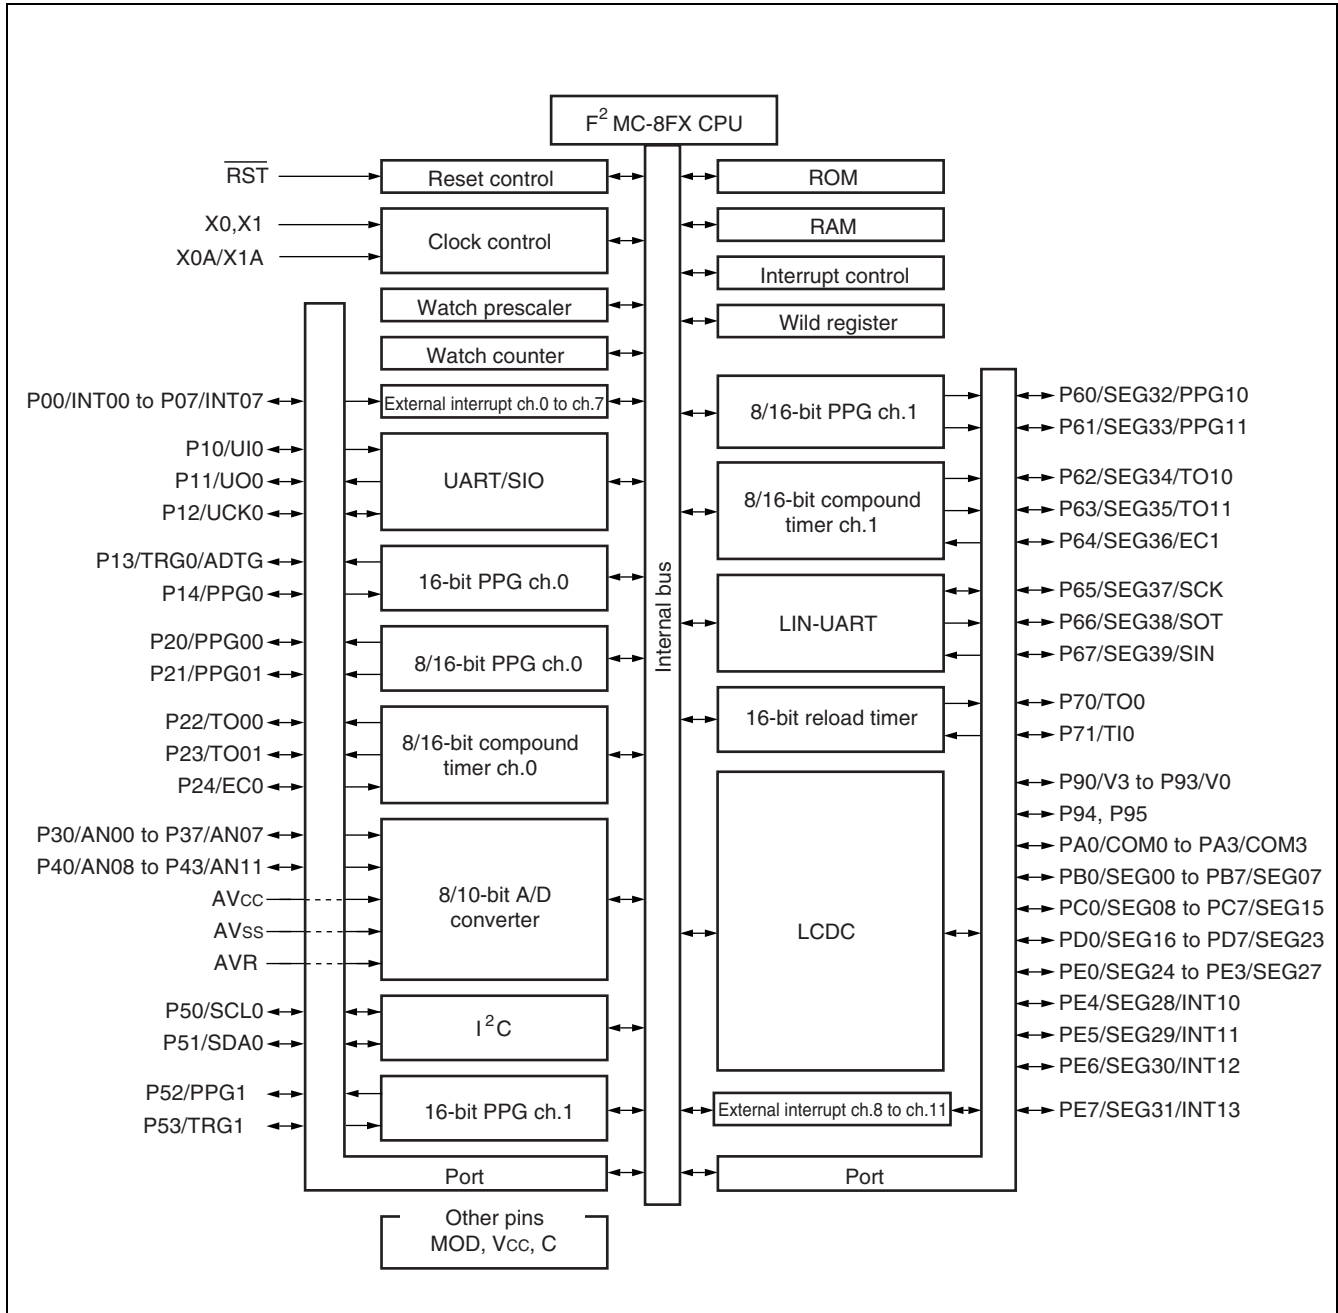 F2 MC-8FX CPU
RST
Reset control
ROM
X0,X1
X0A/X1A
Clock control
RAM
Interrupt control
Watch prescaler
Wild register
Watch counter
P00/INT00 to P07/INT07
External interrupt ch.0 to ch.7
P10/UI0
P11/UO0
P12/UCK0
UART/SIO
P13/TRG0/ADTG
P14/PPG0
16-bit PPG ch.0
P20/PPG00
P21/PPG01
8/16-bit PPG ch.0
P22/TO00
P23/TO01
P24/EC0
8/16-bit compound
timer ch.0
P30/AN00 to P37/AN07
P40/AN08 to P43/AN11
AVCC
AVSS
AVR
8/10-bit A/D
converter
P50/SCL0
P51/SDA0
I2C
P52/PPG1
P53/TRG1
16-bit PPG ch.1
Port
Other pins
MOD, VCC, C
Internal bus
8/16-bit PPG ch.1
P60/SEG32/PPG10
P61/SEG33/PPG11
8/16-bit compound
timer ch.1
P62/SEG34/TO10
P63/SEG35/TO11
P64/SEG36/EC1
LIN-UART
P65/SEG37/SCK
P66/SEG38/SOT
P67/SEG39/SIN
16-bit reload timer
P70/TO0
P71/TI0
LCDC
P90/V3 to P93/V0
P94, P95
PA0/COM0 to PA3/COM3
PB0/SEG00 to PB7/SEG07
PC0/SEG08 to PC7/SEG15
PD0/SEG16 to PD7/SEG23
PE0/SEG24 to PE3/SEG27
PE4/SEG28/INT10
PE5/SEG29/INT11
PE6/SEG30/INT12
External interrupt ch.8 to ch.11
PE7/SEG31/INT13
Port